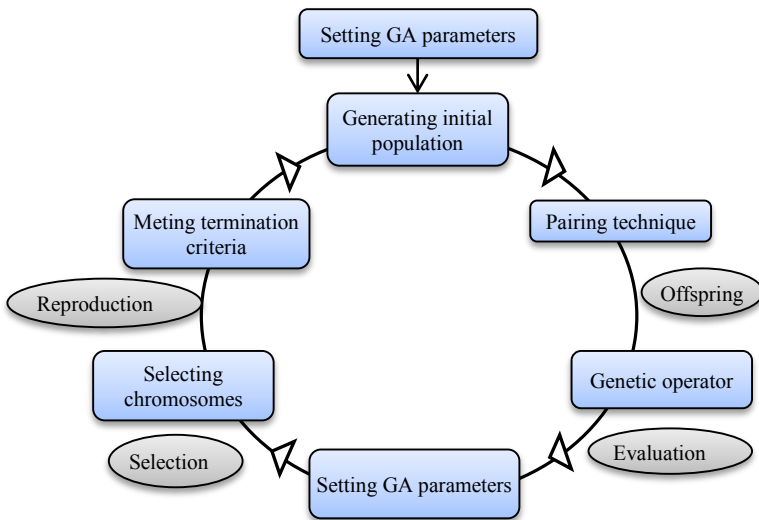 Setting GA parameters
Generating initial
population
Meting termination
criteria
Pairing technique
Reproduction
Offspring
Selecting
chromosomes
Genetic operator
Selection
Evaluation
Setting GA parameters